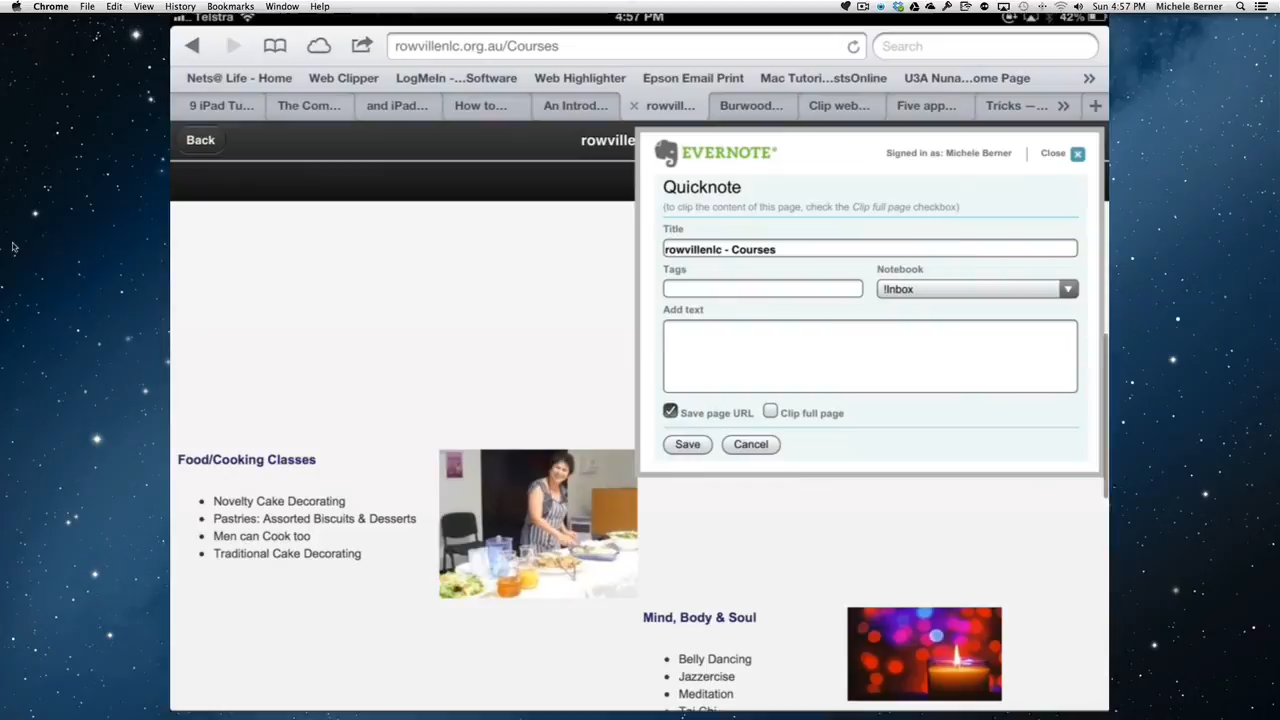 Chrome File Edit View History Bookmarks Window Help Sun 4:57 PM Michele Berner
Telstra 4:57 PM 42%
rowvillenlc.org.au/Courses Search
Nets@ Life - Home Web Clipper LogMeIn -...Software Web Highlighter Epson Email Print Mac Tutori...stsOnline U3A Nuna...ome Page
9 iPad Tu... The Com... and iPad... How to... An Introd... rowvill... Burwood... Clip web... Five app... Tricks —...
Back rowville
EVERNOTE® Signed in as: Michele Berner | Close
Quicknote
(to clip the content of this page, check the Clip full page checkbox)
Title
rowvillenlc - Courses
Tags Notebook
!Inbox
Add text
Save page URL Clip full page
Save Cancel
Food/Cooking Classes
• Novelty Cake Decorating
• Pastries: Assorted Biscuits & Desserts
• Men can Cook too
• Traditional Cake Decorating
Mind, Body & Soul
• Belly Dancing
• Jazzercise
• Meditation
Tai Chi